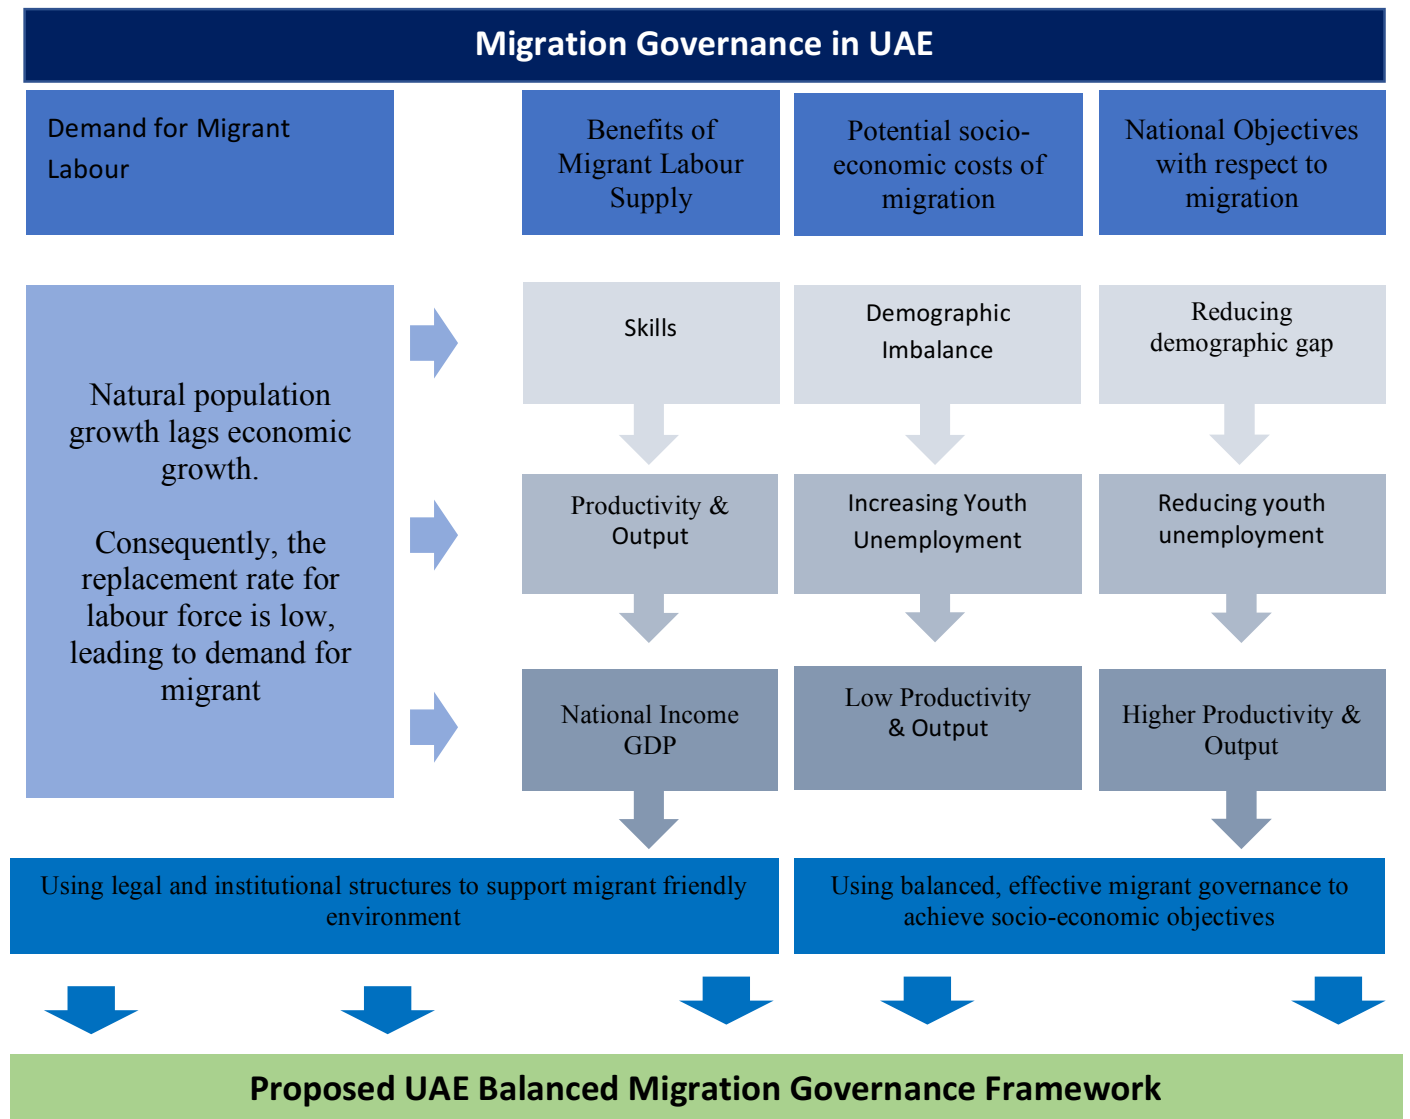 Migration Governance in UAE
Demand for Migrant
Labour
Benefits of
Migrant Labour
Supply
Potential socio-
economic costs of
migration
National Objectives
with respect to
migration
Natural population
growth lags economic
growth.
Consequently, the
replacement rate for
labour force is low,
leading to demand for
migrant
Skills
Demographic
Imbalance
Reducing
demographic gap
Productivity &
Output
Increasing Youth
Unemployment
Reducing youth
unemployment
National Income
GDP
Low Productivity
& Output
Higher Productivity &
Output
Using legal and institutional structures to support migrant friendly
environment
Using balanced, effective migrant governance to
achieve socio-economic objectives
Proposed UAE Balanced Migration Governance Framework